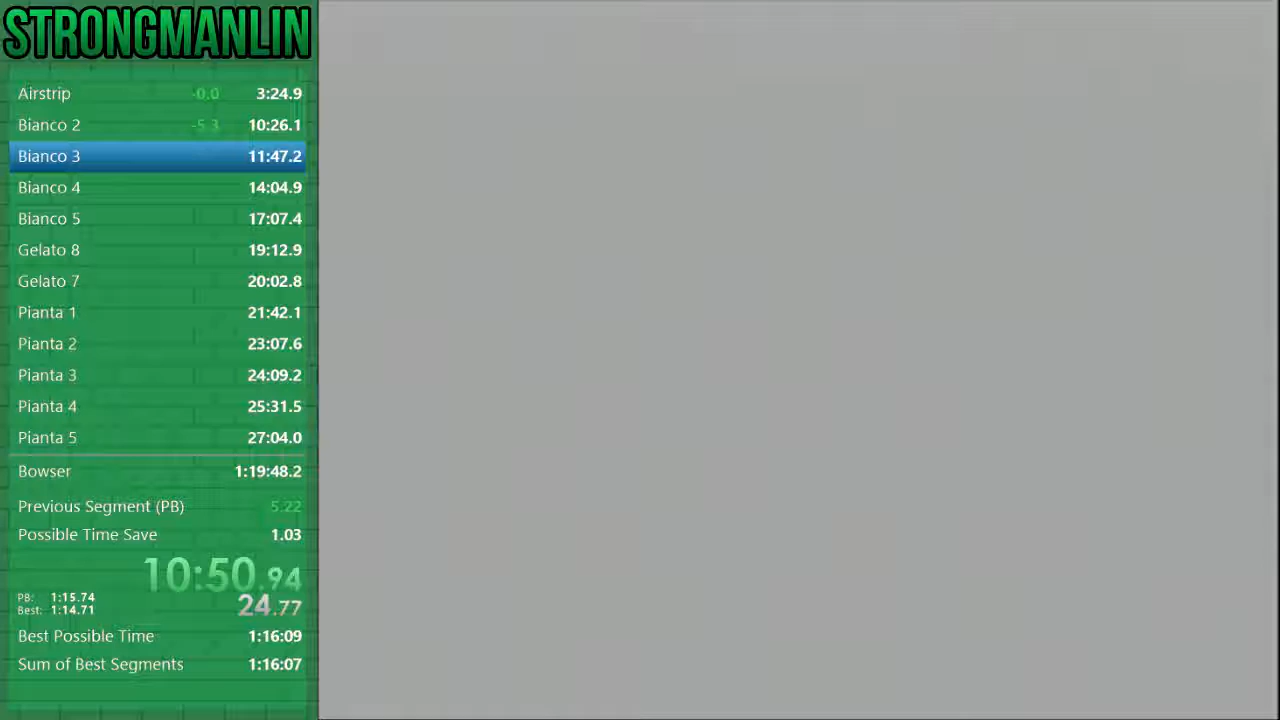 STRONGMANLIN
Airstrip -0.0 3:24.9
Bianco 2 -5.3 10:26.1
Bianco 3 11:47.2
Bianco 4 14:04.9
Bianco 5 17:07.4
Gelato 8 19:12.9
Gelato 7 20:02.8
Pianta 1 21:42.1
Pianta 2 23:07.6
Pianta 3 24:09.2
Pianta 4 25:31.5
Pianta 5 27:04.0
Bowser 1:19:48.2
Previous Segment (PB) 5.22
Possible Time Save 1.03
10:50.94
PB: 1:15.74
Best: 1:14.71
24.77
Best Possible Time 1:16:09
Sum of Best Segments 1:16:07